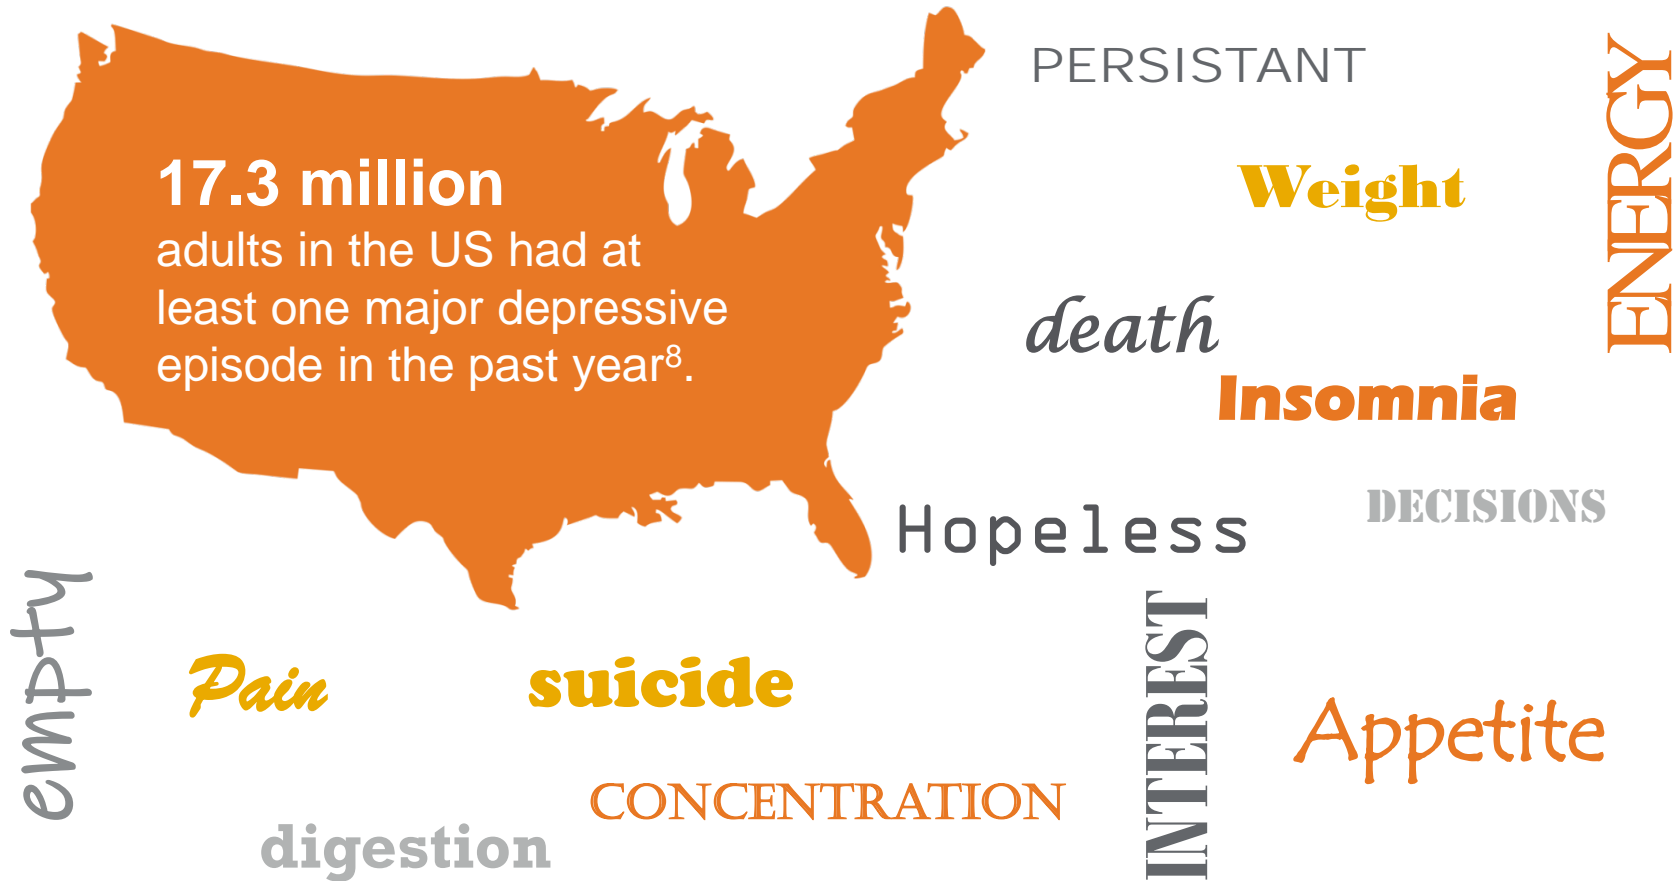 17.3 million
adults in the US had at
least one major depressive
episode in the past year⁸.
PERSISTANT
ENERGY
Weight
death
Insomnia
DECISIONS
Hopeless
empty
Pain
suicide
INTEREST
Appetite
CONCENTRATION
digestion